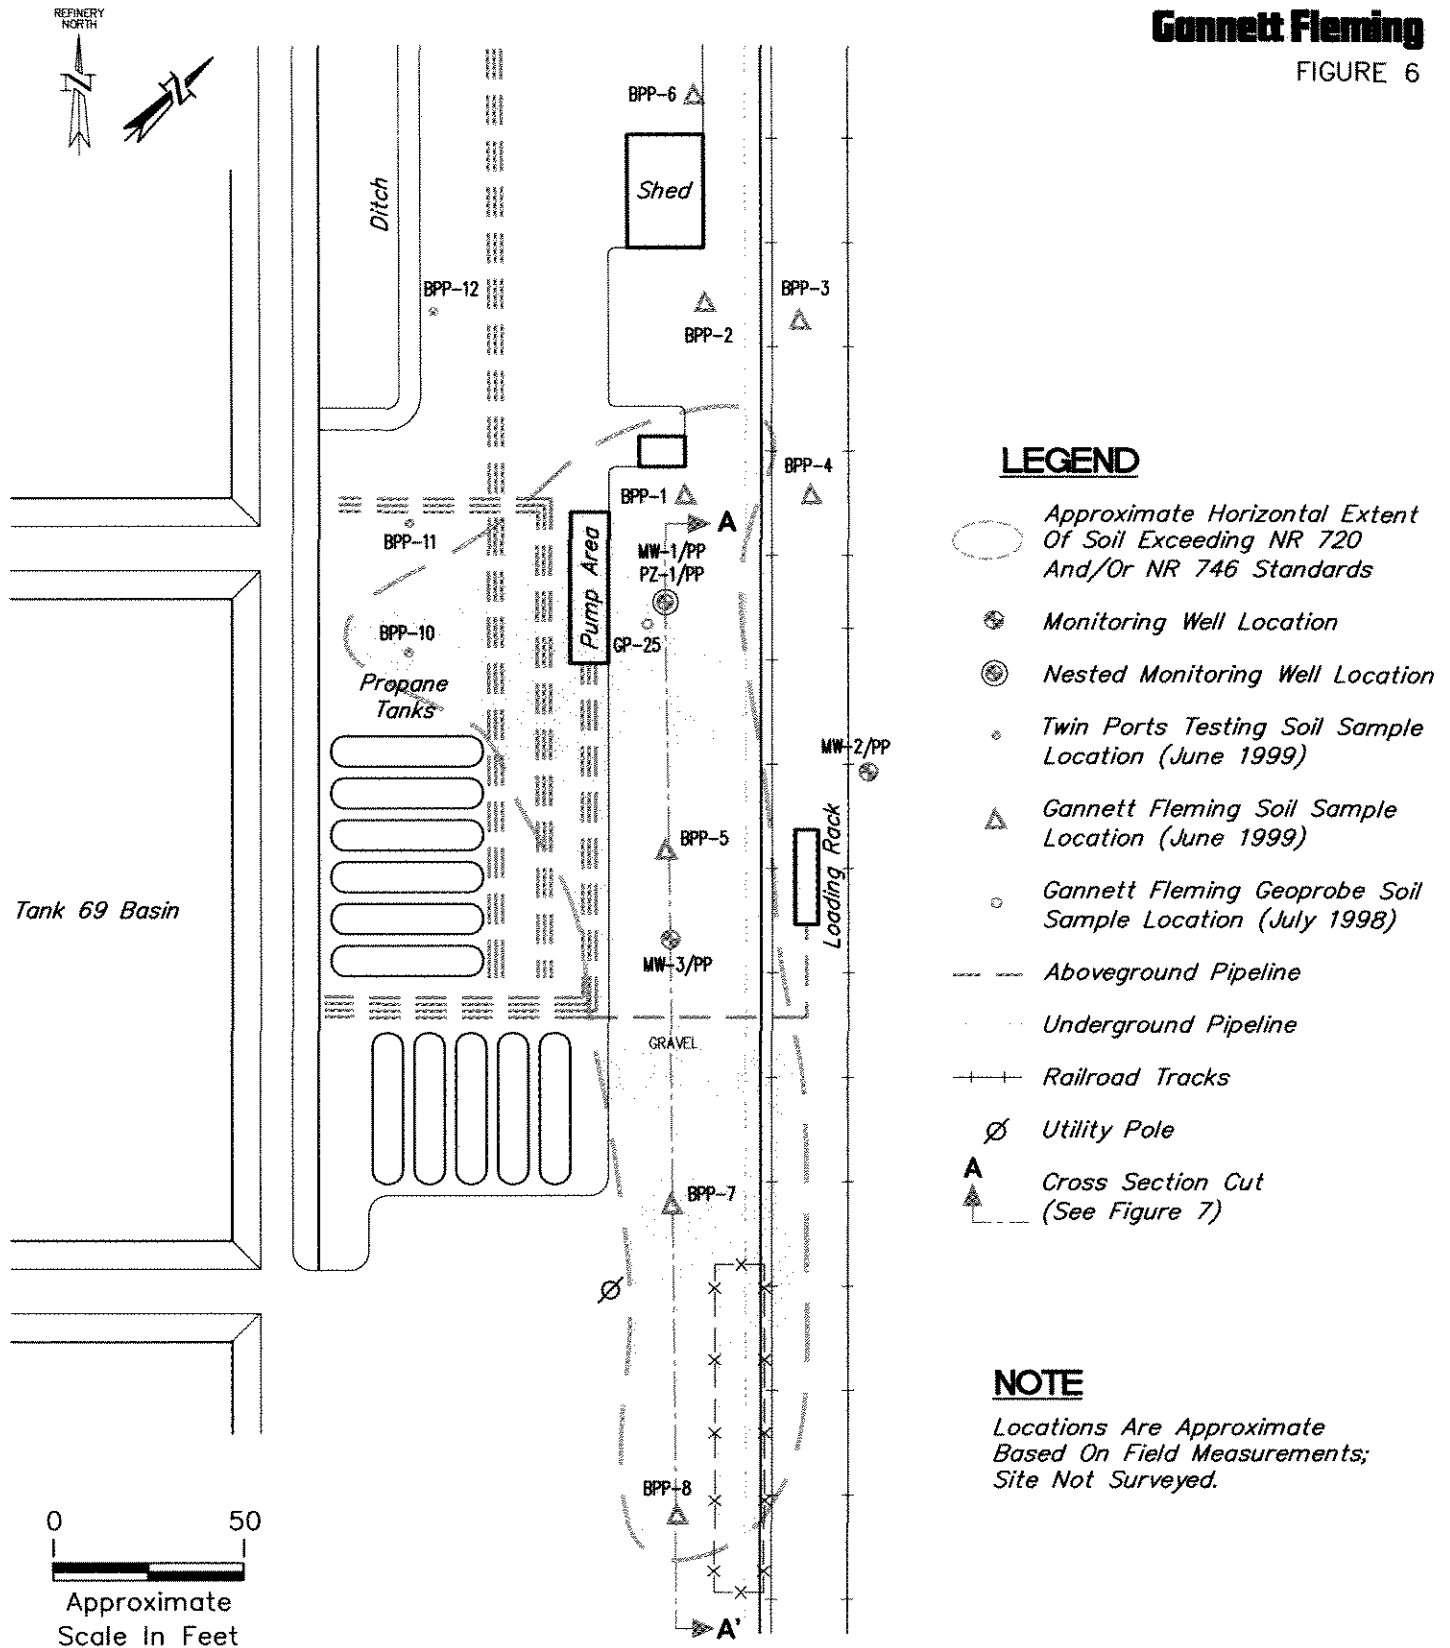 REFINERY
NORTH
N
N
Gannett Fleming
FIGURE 6
BPP-6
Shed
Ditch
BPP-12
BPP-3
BPP-2
BPP-4
BPP-1
A
BPP-11
MW-1/PP
PZ-1/PP
Pump Area
BPP-10
GP-25
Propane
Tanks
MW-2/PP
BPP-5
Loading Rack
Tank 69 Basin
MW-3/PP
GRAVEL
BPP-7
BPP-8
A'
LEGEND
Approximate Horizontal Extent
Of Soil Exceeding NR 720
And/Or NR 746 Standards
Monitoring Well Location
Nested Monitoring Well Location
Twin Ports Testing Soil Sample
Location (June 1999)
Gannett Fleming Soil Sample
Location (June 1999)
Gannett Fleming Geoprobe Soil
Sample Location (July 1998)
Aboveground Pipeline
Underground Pipeline
Railroad Tracks
Utility Pole
A
Cross Section Cut
(See Figure 7)
NOTE
Locations Are Approximate
Based On Field Measurements;
Site Not Surveyed.
0 50
Approximate
Scale In Feet